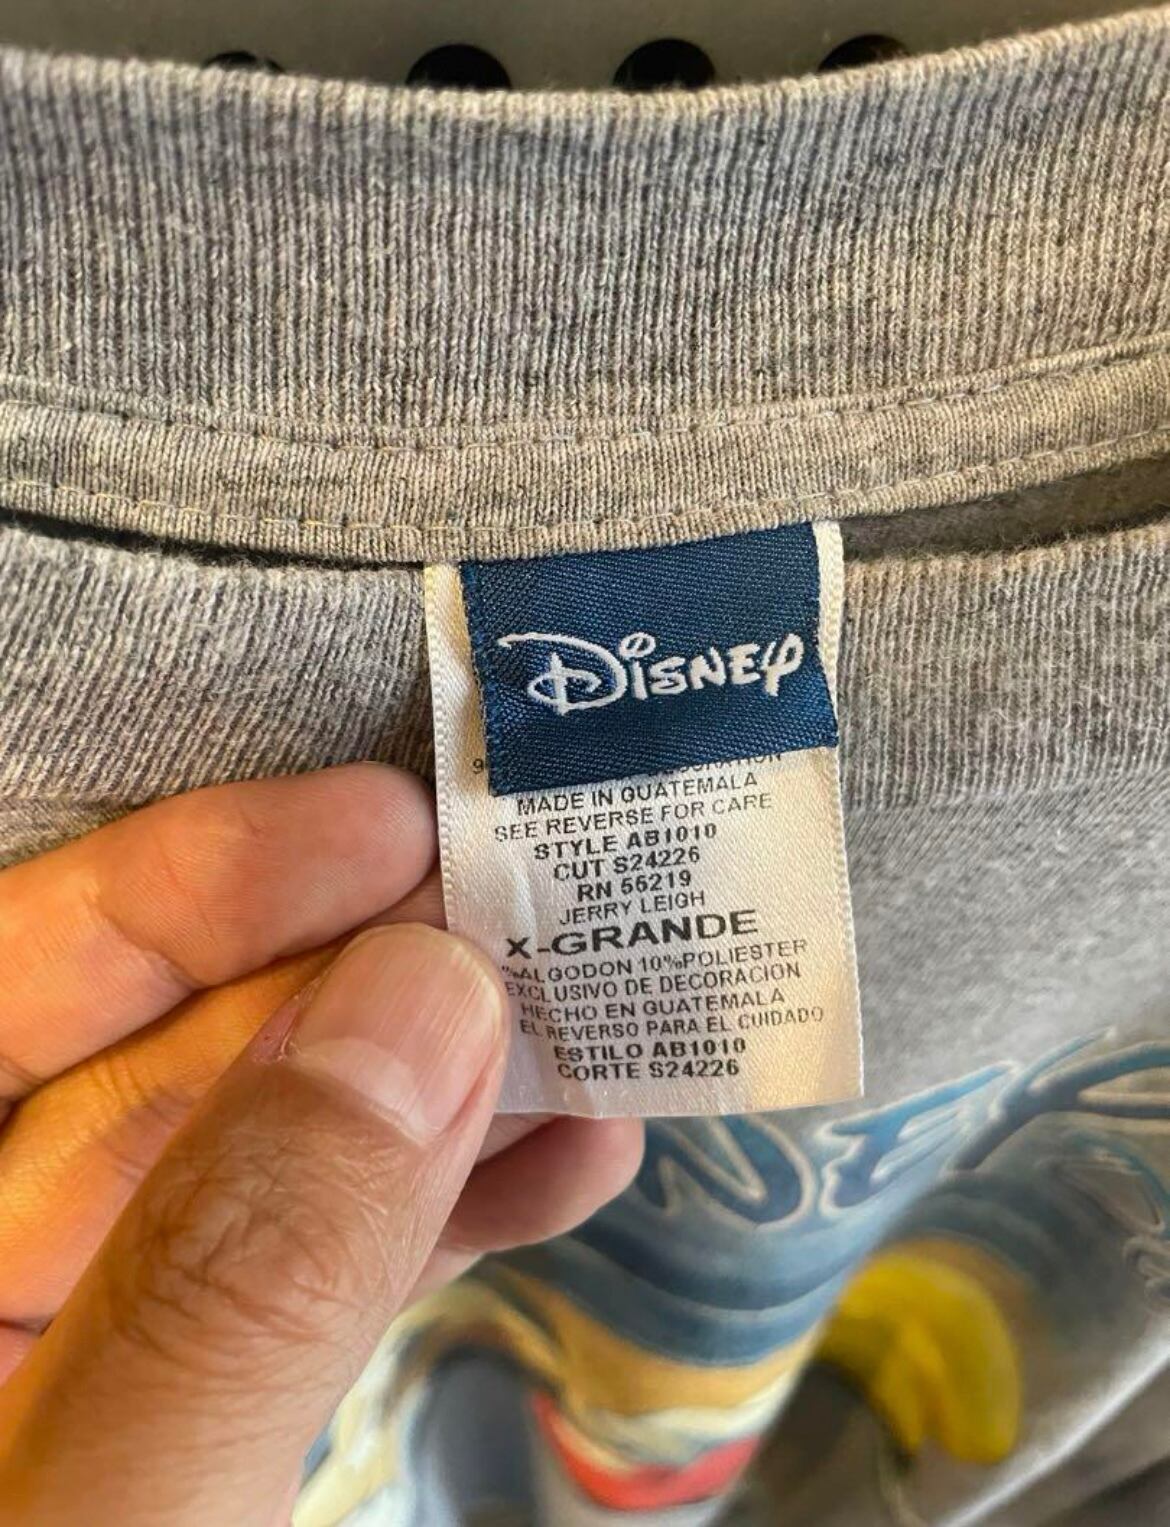 DISNEY
MADE IN GUATEMALA
SEE REVERSE FOR CARE
STYLE AB1010
CUT S24226
RN 56219
JERRY LEIGH
X-GRANDE
%ALGODON 10%POLIESTER
EXCLUSIVO DE DECORACION
HECHO EN GUATEMALA
EL REVERSO PARA EL CUIDADO
ESTILO AB1010
CORTE S24226